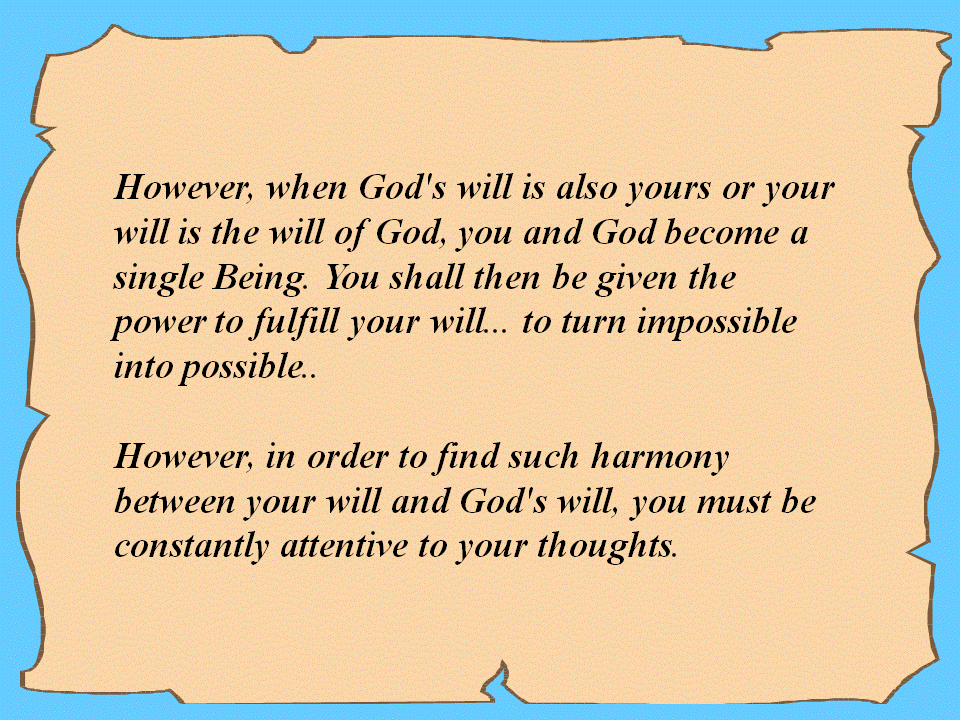 However, when God's will is also yours or your
will is the will of God, you and God become a
single Being. You shall then be given the
power to fulfill your will... to turn impossible
into possible..
However, in order to find such harmony
between your will and God's will, you must be
constantly attentive to your thoughts.